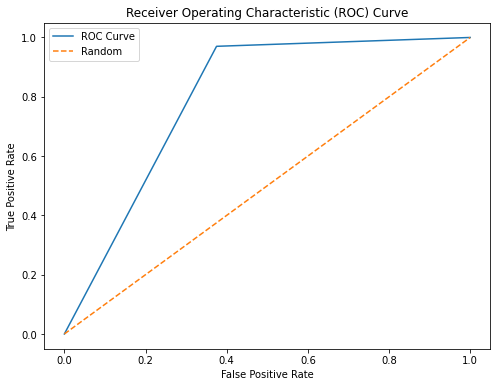 Receiver Operating Characteristic (ROC) Curve
ROC Curve
Random
True Positive Rate
1.0
0.8
0.6
0.4
0.2
0.0
0.0 0.2 0.4 0.6 0.8 1.0
False Positive Rate